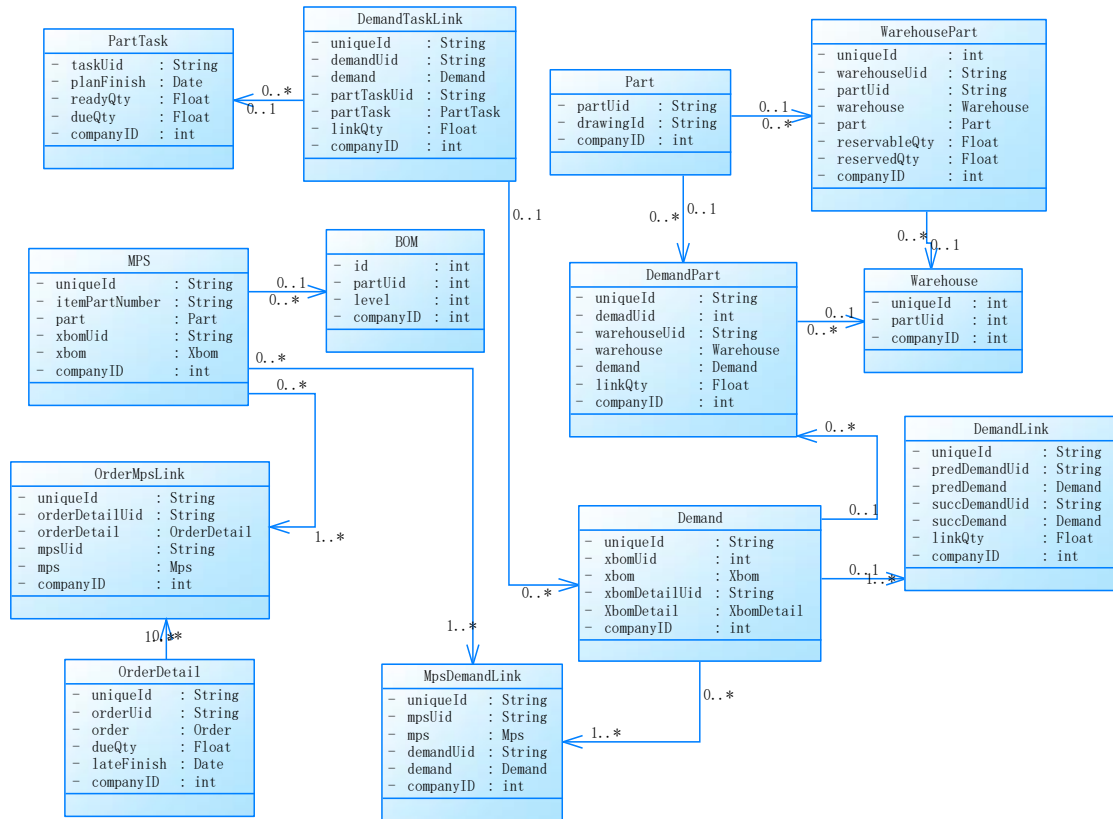 PartTask
- taskUid : String
- planFinish : Date
- readyQty : Float
- dueQty : Float
- companyID : int
0..*
0..1
DemandTaskLink
- uniqueId : String
- demandUid : String
- demand : Demand
- partTaskUid : String
- partTask : PartTask
- linkQty : Float
- companyID : int
0..1
0..*
Part
- partUid : String
- drawingId : String
- companyID : int
0..1
0..*
0..*
0..1
WarehousePart
- uniqueId : int
- warehouseUid : String
- partUid : String
- warehouse : Warehouse
- part : Part
- reservableQty : Float
- reservedQty : Float
- companyID : int
0..*
0..1
MPS
- uniqueId : String
- itemPartNumber : String
- part : Part
- xbomUid : String
- xbom : Xbom
- companyID : int
0..1
0..*
0..*
0..*
BOM
- id : int
- partUid : int
- level : int
- companyID : int
DemandPart
- uniqueId : String
- demadUid : int
- warehouseUid : String
- warehouse : Warehouse
- demand : Demand
- linkQty : Float
- companyID : int
0..1
0..*
Warehouse
- uniqueId : int
- partUid : int
- companyID : int
0..*
0..1
DemandLink
- uniqueId : String
- predDemandUid : String
- predDemand : Demand
- succDemandUid : String
- succDemand : Demand
- linkQty : Float
- companyID : int
OrderMpsLink
- uniqueId : String
- orderDetailUid : String
- orderDetail : OrderDetail
- mpsUid : String
- mps : Mps
- companyID : int
1..*
Demand
- uniqueId : String
- xbomUid : int
- xbom : Xbom
- xbomDetailUid : String
- XbomDetail : XbomDetail
- companyID : int
0..1
1..*
0..*
1..*
1..*
OrderDetail
- uniqueId : String
- orderUid : String
- order : Order
- dueQty : Float
- lateFinish : Date
- companyID : int
MpsDemandLink
- uniqueId : String
- mpsUid : String
- mps : Mps
- demandUid : String
- demand : Demand
- companyID : int